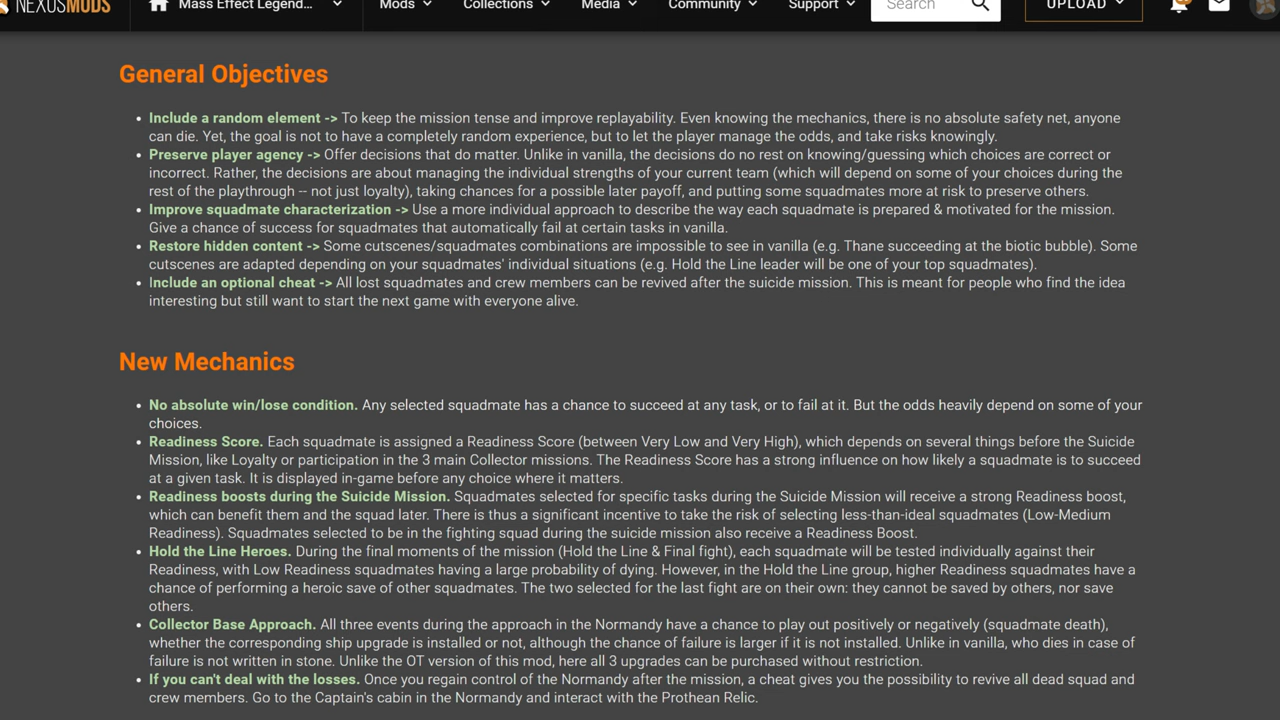 NEXUSMODS Mass Effect Legend... Mods Collections Media Community Support Search UPLOAD
General Objectives
• Include a random element -> To keep the mission tense and improve replayability. Even knowing the mechanics, there is no absolute safety net, anyone
can die. Yet, the goal is not to have a completely random experience, but to let the player manage the odds, and take risks knowingly.
• Preserve player agency -> Offer decisions that do matter. Unlike in vanilla, the decisions do no rest on knowing/guessing which choices are correct or
incorrect. Rather, the decisions are about managing the individual strengths of your current team (which will depend on some of your choices during the
rest of the playthrough -- not just loyalty), taking chances for a possible later payoff, and putting some squadmates more at risk to preserve others.
• Improve squadmate characterization -> Use a more individual approach to describe the way each squadmate is prepared & motivated for the mission.
Give a chance of success for squadmates that automatically fail at certain tasks in vanilla.
• Restore hidden content -> Some cutscenes/squadmates combinations are impossible to see in vanilla (e.g. Thane succeeding at the biotic bubble). Some
cutscenes are adapted depending on your squadmates' individual situations (e.g. Hold the Line leader will be one of your top squadmates).
• Include an optional cheat -> All lost squadmates and crew members can be revived after the suicide mission. This is meant for people who find the idea
interesting but still want to start the next game with everyone alive.
New Mechanics
• No absolute win/lose condition. Any selected squadmate has a chance to succeed at any task, or to fail at it. But the odds heavily depend on some of your
choices.
• Readiness Score. Each squadmate is assigned a Readiness Score (between Very Low and Very High), which depends on several things before the Suicide
Mission, like Loyalty or participation in the 3 main Collector missions. The Readiness Score has a strong influence on how likely a squadmate is to succeed
at a given task. It is displayed in-game before any choice where it matters.
• Readiness boosts during the Suicide Mission. Squadmates selected for specific tasks during the Suicide Mission will receive a strong Readiness boost,
which can benefit them and the squad later. There is thus a significant incentive to take the risk of selecting less-than-ideal squadmates (Low-Medium
Readiness). Squadmates selected to be in the fighting squad during the suicide mission also receive a Readiness Boost.
• Hold the Line Heroes. During the final moments of the mission (Hold the Line & Final fight), each squadmate will be tested individually against their
Readiness, with Low Readiness squadmates having a large probability of dying. However, in the Hold the Line group, higher Readiness squadmates have a
chance of performing a heroic save of other squadmates. The two selected for the last fight are on their own: they cannot be saved by others, nor save
others.
• Collector Base Approach. All three events during the approach in the Normandy have a chance to play out positively or negatively (squadmate death),
whether the corresponding ship upgrade is installed or not, although the chance of failure is larger if it is not installed. Unlike in vanilla, who dies in case of
failure is not written in stone. Unlike the OT version of this mod, here all 3 upgrades can be purchased without restriction.
• If you can't deal with the losses. Once you regain control of the Normandy after the mission, a cheat gives you the possibility to revive all dead squad and
crew members. Go to the Captain's cabin in the Normandy and interact with the Prothean Relic.